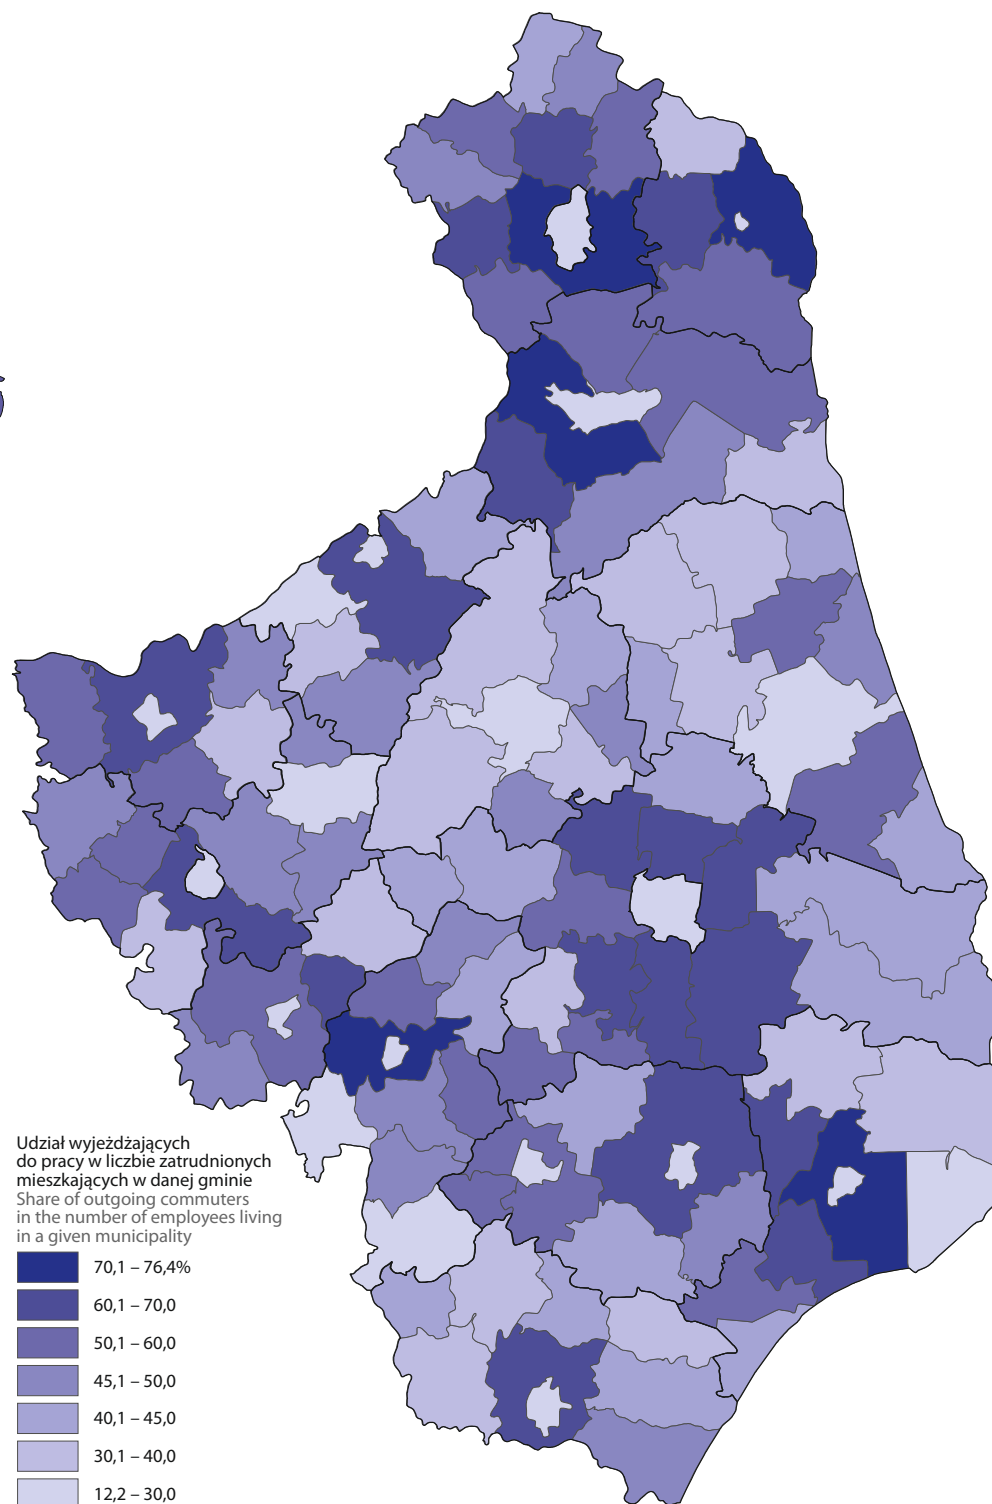 Udział wyjeżdżających
do pracy w liczbie zatrudnionych
mieszkających w danej gminie
Share of outgoing commuters
in the number of employees living
in a given municipality
70,1 – 76,4%
60,1 – 70,0
50,1 – 60,0
45,1 – 50,0
40,1 – 45,0
30,1 – 40,0
12,2 – 30,0